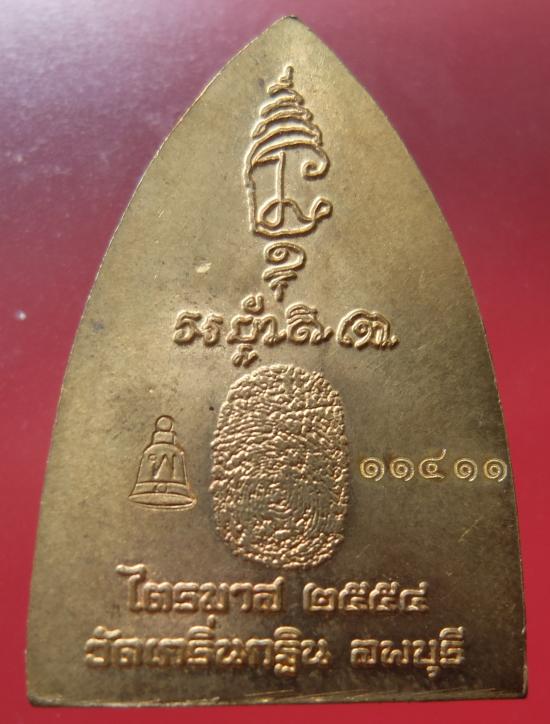 ท
๑๑๔๑๑
ไตรมาส ๒๕๕๔
วัดเกริ่นกฐิน ลพบุรี